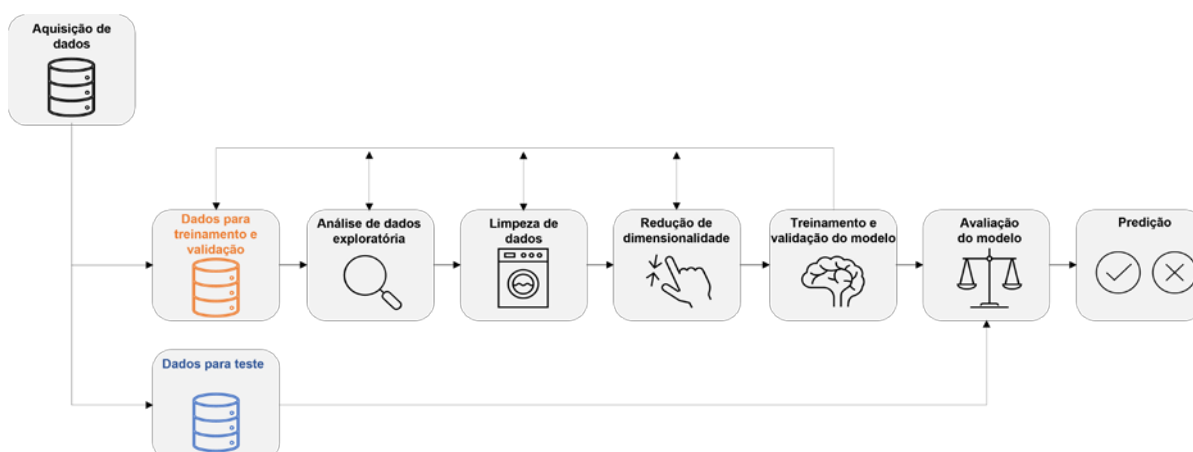 Aquisição de
dados
Dados para
treinamento e
validação
Análise de dados
exploratória
Limpeza de
dados
Redução de
dimensionalidade
Treinamento e
validação do modelo
Avaliação
do modelo
Predição
Dados para teste